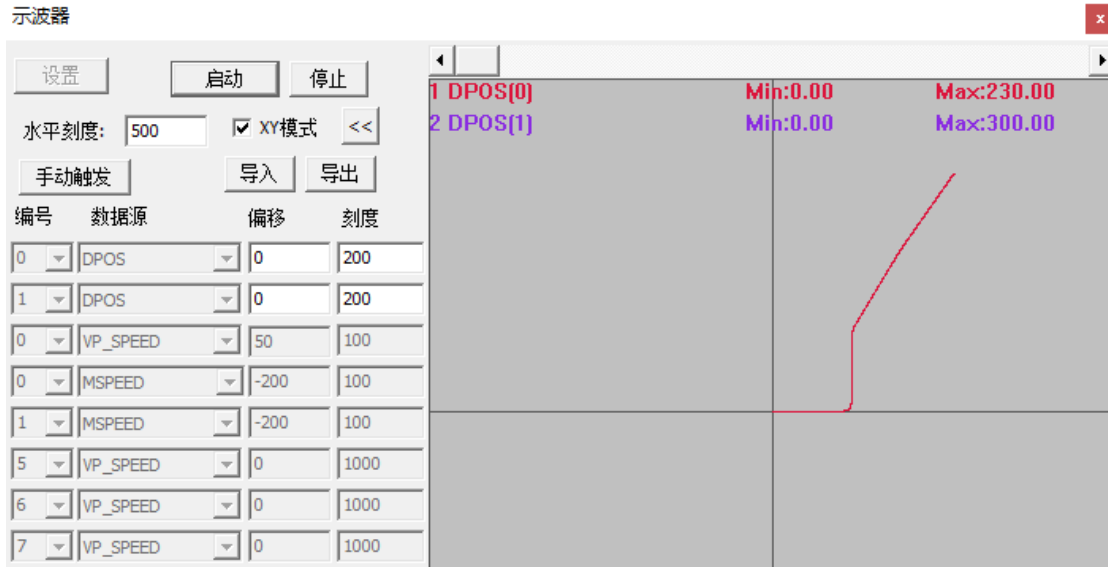 示波器
x
设置 启动 停止
水平刻度: 500 XY模式 <<
手动触发 导入 导出
编号 数据源 偏移 刻度
0 DPOS 0 200
1 DPOS 0 200
0 VP_SPEED 50 100
0 MSPEED -200 100
1 MSPEED -200 100
5 VP_SPEED 0 1000
6 VP_SPEED 0 1000
7 VP_SPEED 0 1000
1 DPOS(0) Min:0.00 Max:230.00
2 DPOS(1) Min:0.00 Max:300.00